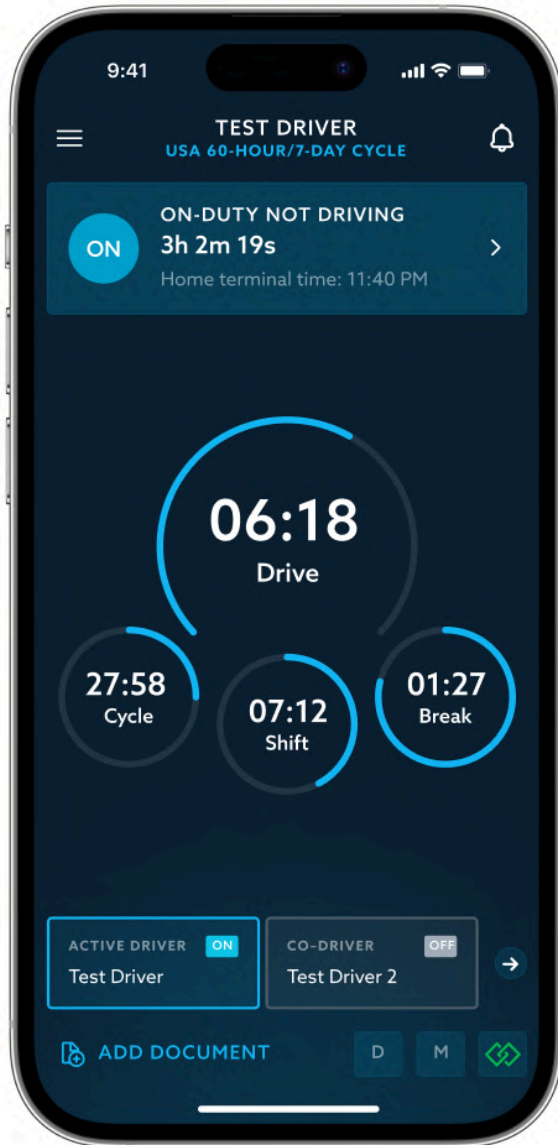 9:41
TEST DRIVER
USA 60-HOUR/7-DAY CYCLE
ON
ON-DUTY NOT DRIVING
3h 2m 19s
Home terminal time: 11:40 PM
06:18
Drive
27:58
Cycle
07:12
Shift
01:27
Break
ACTIVE DRIVER ON
Test Driver
CO-DRIVER OFF
Test Driver 2
ADD DOCUMENT
D
M